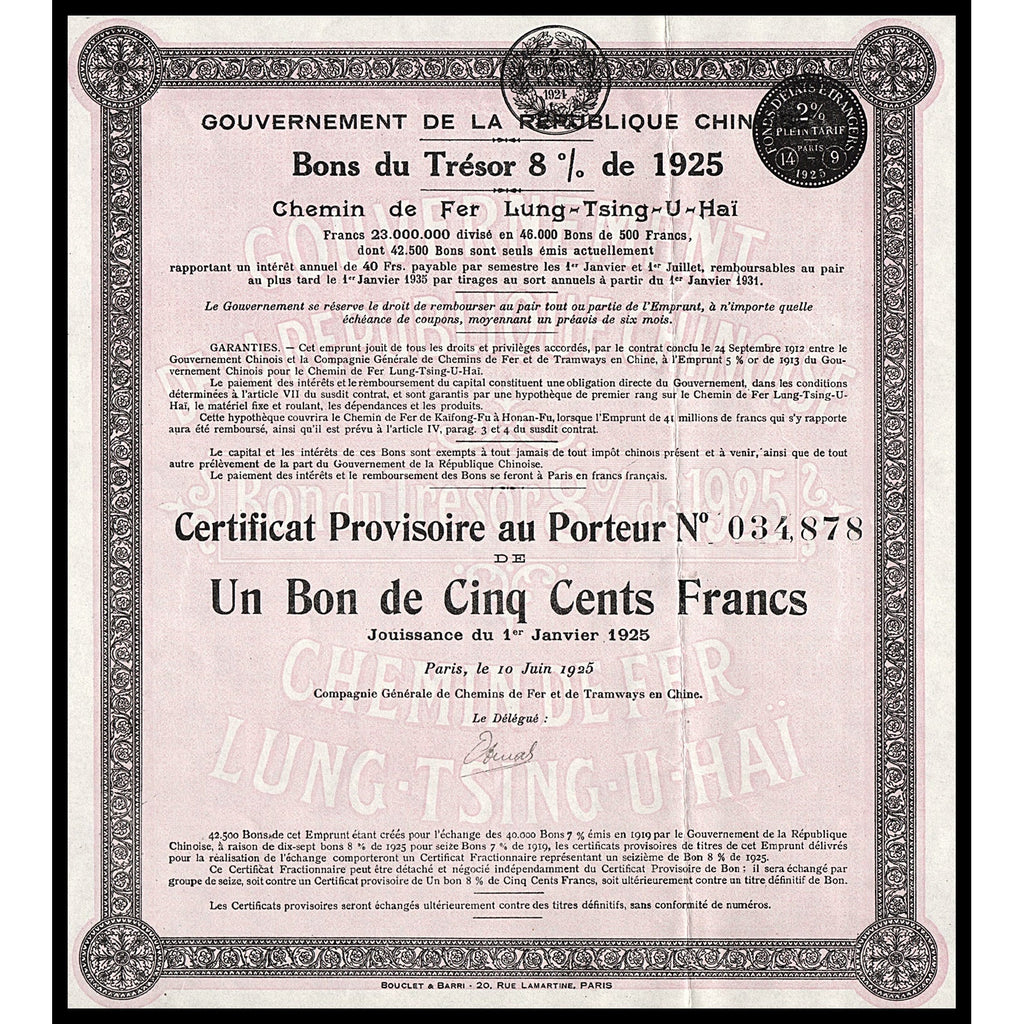 1924
GOUVERNEMENT DE LA REPUBLIQUE CHIN
FONDS D'ETATS ETRANGERS
2%
PLEIN TARIF
PARIS
14 - 9
1925
Bons du Trésor 8 % de 1925
Chemin de Fer Lung-Tsing-U-Haï
Francs 23.000.000 divisé en 46.000 Bons de 500 Francs,
dont 42.500 Bons sont seuls émis actuellement
rapportant un intérêt annuel de 40 Frs. payable par semestre les 1er Janvier et 1er Juillet, remboursables au pair
au plus tard le 1er Janvier 1935 par tirages au sort annuels à partir du 1er Janvier 1931.
Le Gouvernement se réserve le droit de rembourser au pair tout ou partie de l'Emprunt, à n'importe quelle
échéance de coupons, moyennant un préavis de six mois.
GARANTIES. — Cet emprunt jouit de tous les droits et privilèges accordés, par le contrat conclu le 24 Septembre 1912 entre le
Gouvernement Chinois et la Compagnie Générale de Chemins de Fer et de Tramways en Chine, à l'Emprunt 5 % or de 1913 du Gou-
vernement Chinois pour le Chemin de Fer Lung-Tsing-U-Haï.
Le paiement des intérêts et le remboursement du capital constituent une obligation directe du Gouvernement, dans les conditions
déterminées à l'article VII du susdit contrat, et sont garantis par une hypothèque de premier rang sur le Chemin de Fer Lung-Tsing-U-
Haï, le matériel fixe et roulant, les dépendances et les produits.
Cette hypothèque couvrira le Chemin de Fer de Kaïfong-Fu à Honan-Fu, lorsque l'Emprunt de 41 millions de francs qui s'y rapporte
aura été remboursé, ainsi qu'il est prévu à l'article IV, parag. 3 et 4 du susdit contrat.
Le capital et les intérêts de ces Bons sont exempts à tout jamais de tout impôt chinois présent et à venir, ainsi que de tout
autre prélèvement de la part du Gouvernement de la République Chinoise.
Le paiement des intérêts et le remboursement des Bons se feront à Paris en francs français.
Bon du Trésor 8% de 1925
Certificat Provisoire au Porteur No 034,878
DE
Un Bon de Cinq Cents Francs
Jouissance du 1er Janvier 1925
Paris, le 10 Juin 1925
Compagnie Générale de Chemins de Fer et de Tramways en Chine.
Le Délégué :
CHEMIN DE FER
LUNG·TSING·U·HAÏ
42.500 Bons de cet Emprunt étant créés pour l'échange des 40.000 Bons 7 % émis en 1919 par le Gouvernement de la République
Chinoise, à raison de dix-sept bons 8 % de 1925 pour seize Bons 7 % de 1919, les certificats provisoires de titres de cet Emprunt délivrés
pour la réalisation de l'échange comporteront un Certificat Fractionnaire représentant un seizième de Bon 8 % de 1925.
Ce Certificat Fractionnaire peut être détaché et négocié indépendamment du Certificat Provisoire de Bon ; il sera échangé par
groupe de seize, soit contre un Certificat provisoire de Un bon 8 % de Cinq Cents Francs, soit ultérieurement contre un titre définitif de Bon.
Les Certificats provisoires seront échangés ultérieurement contre des titres définitifs, sans conformité de numéros.
BOUCLET & BARRI - 20, RUE LAMARTINE, PARIS